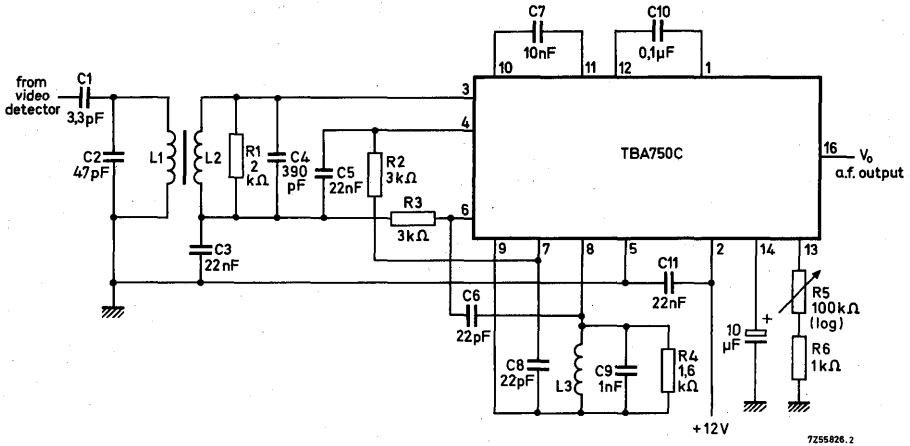 C7
10nF
C10
0,1µF
10
11
12
1
from
video
detector
C1
3,3pF
C2
47pF
L1
L2
R1
2
kΩ
C4
390
pF
C5
22nF
R2
3kΩ
R3
3kΩ
C3
22nF
3
4
6
TBA750C
16
Vo
a.f. output
9
7
8
5
2
14
13
C11
22nF
C6
22pF
C8
22pF
L3
C9
1nF
R4
1,6
kΩ
+
10
µF
R5
100kΩ
(log)
R6
1kΩ
+12V
7Z55826.2